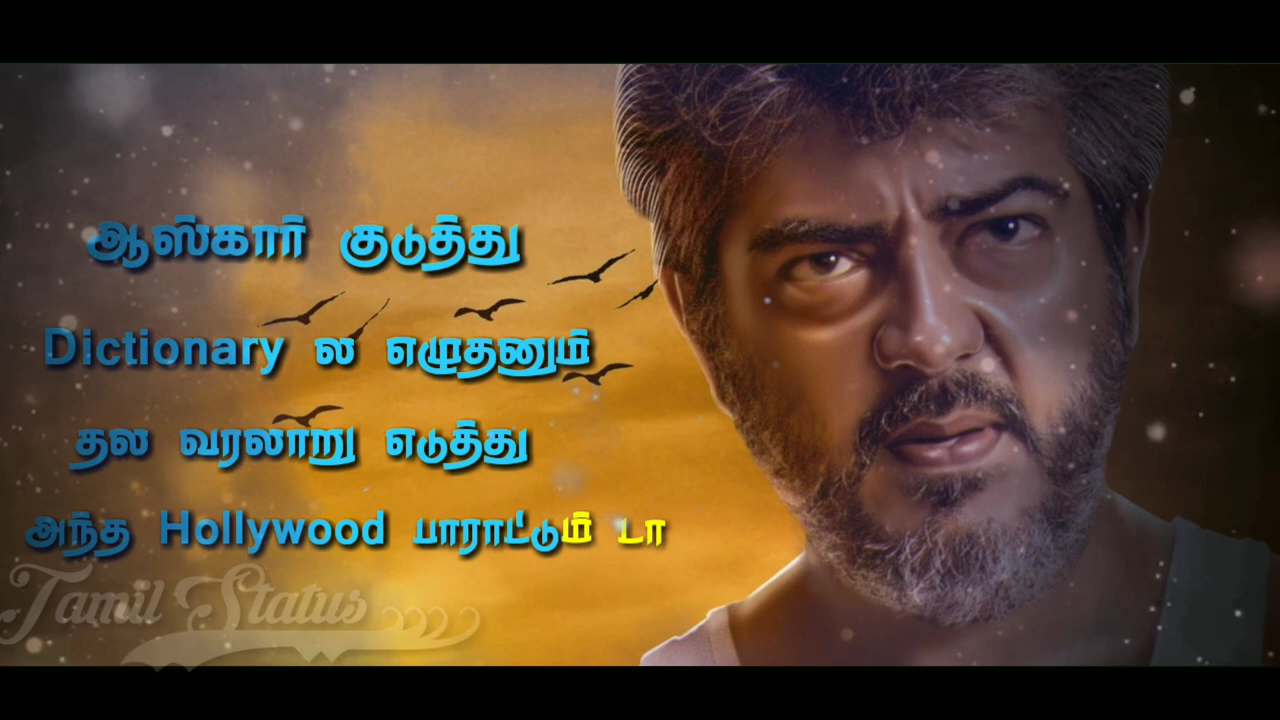 ஆஸ்கார் குடுத்து
Dictionary ல எழுதனும்
தல வரலாறு எடுத்து
அந்த Hollywood பாராட்டும் டா
Tamil Status